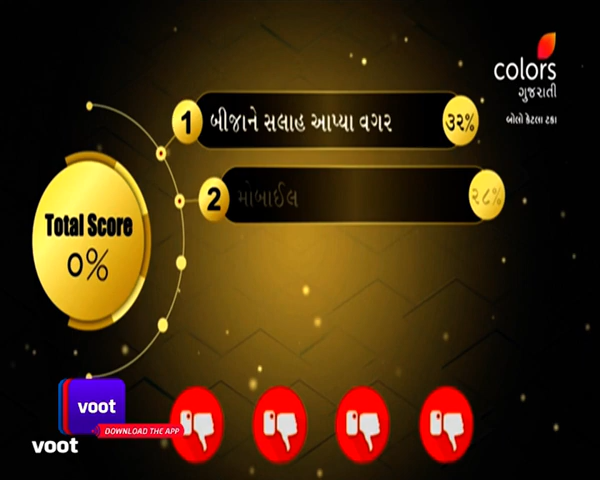 colors
ગુજરાતી
બોલો કેટલા ટકા
1 બીજાને સલાહ આપ્યા વગર ૩૨%
2 મોબાઈલ ૨૮%
Total Score
૦%
voot
DOWNLOAD THE APP
voot